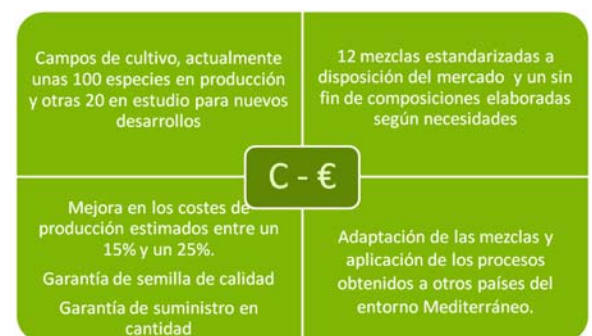 Campos de cultivo, actualmente
unas 100 especies en producción
y otras 20 en estudio para nuevos
desarrollos
12 mezclas estandarizadas a
disposición del mercado y un sin
fin de composiciones elaboradas
según necesidades
C - €
Mejora en los costes de
producción estimados entre un
15% y un 25%.
Garantía de semilla de calidad
Garantía de suministro en
cantidad
Adaptación de las mezclas y
aplicación de los procesos
obtenidos a otros países del
entorno Mediterráneo.